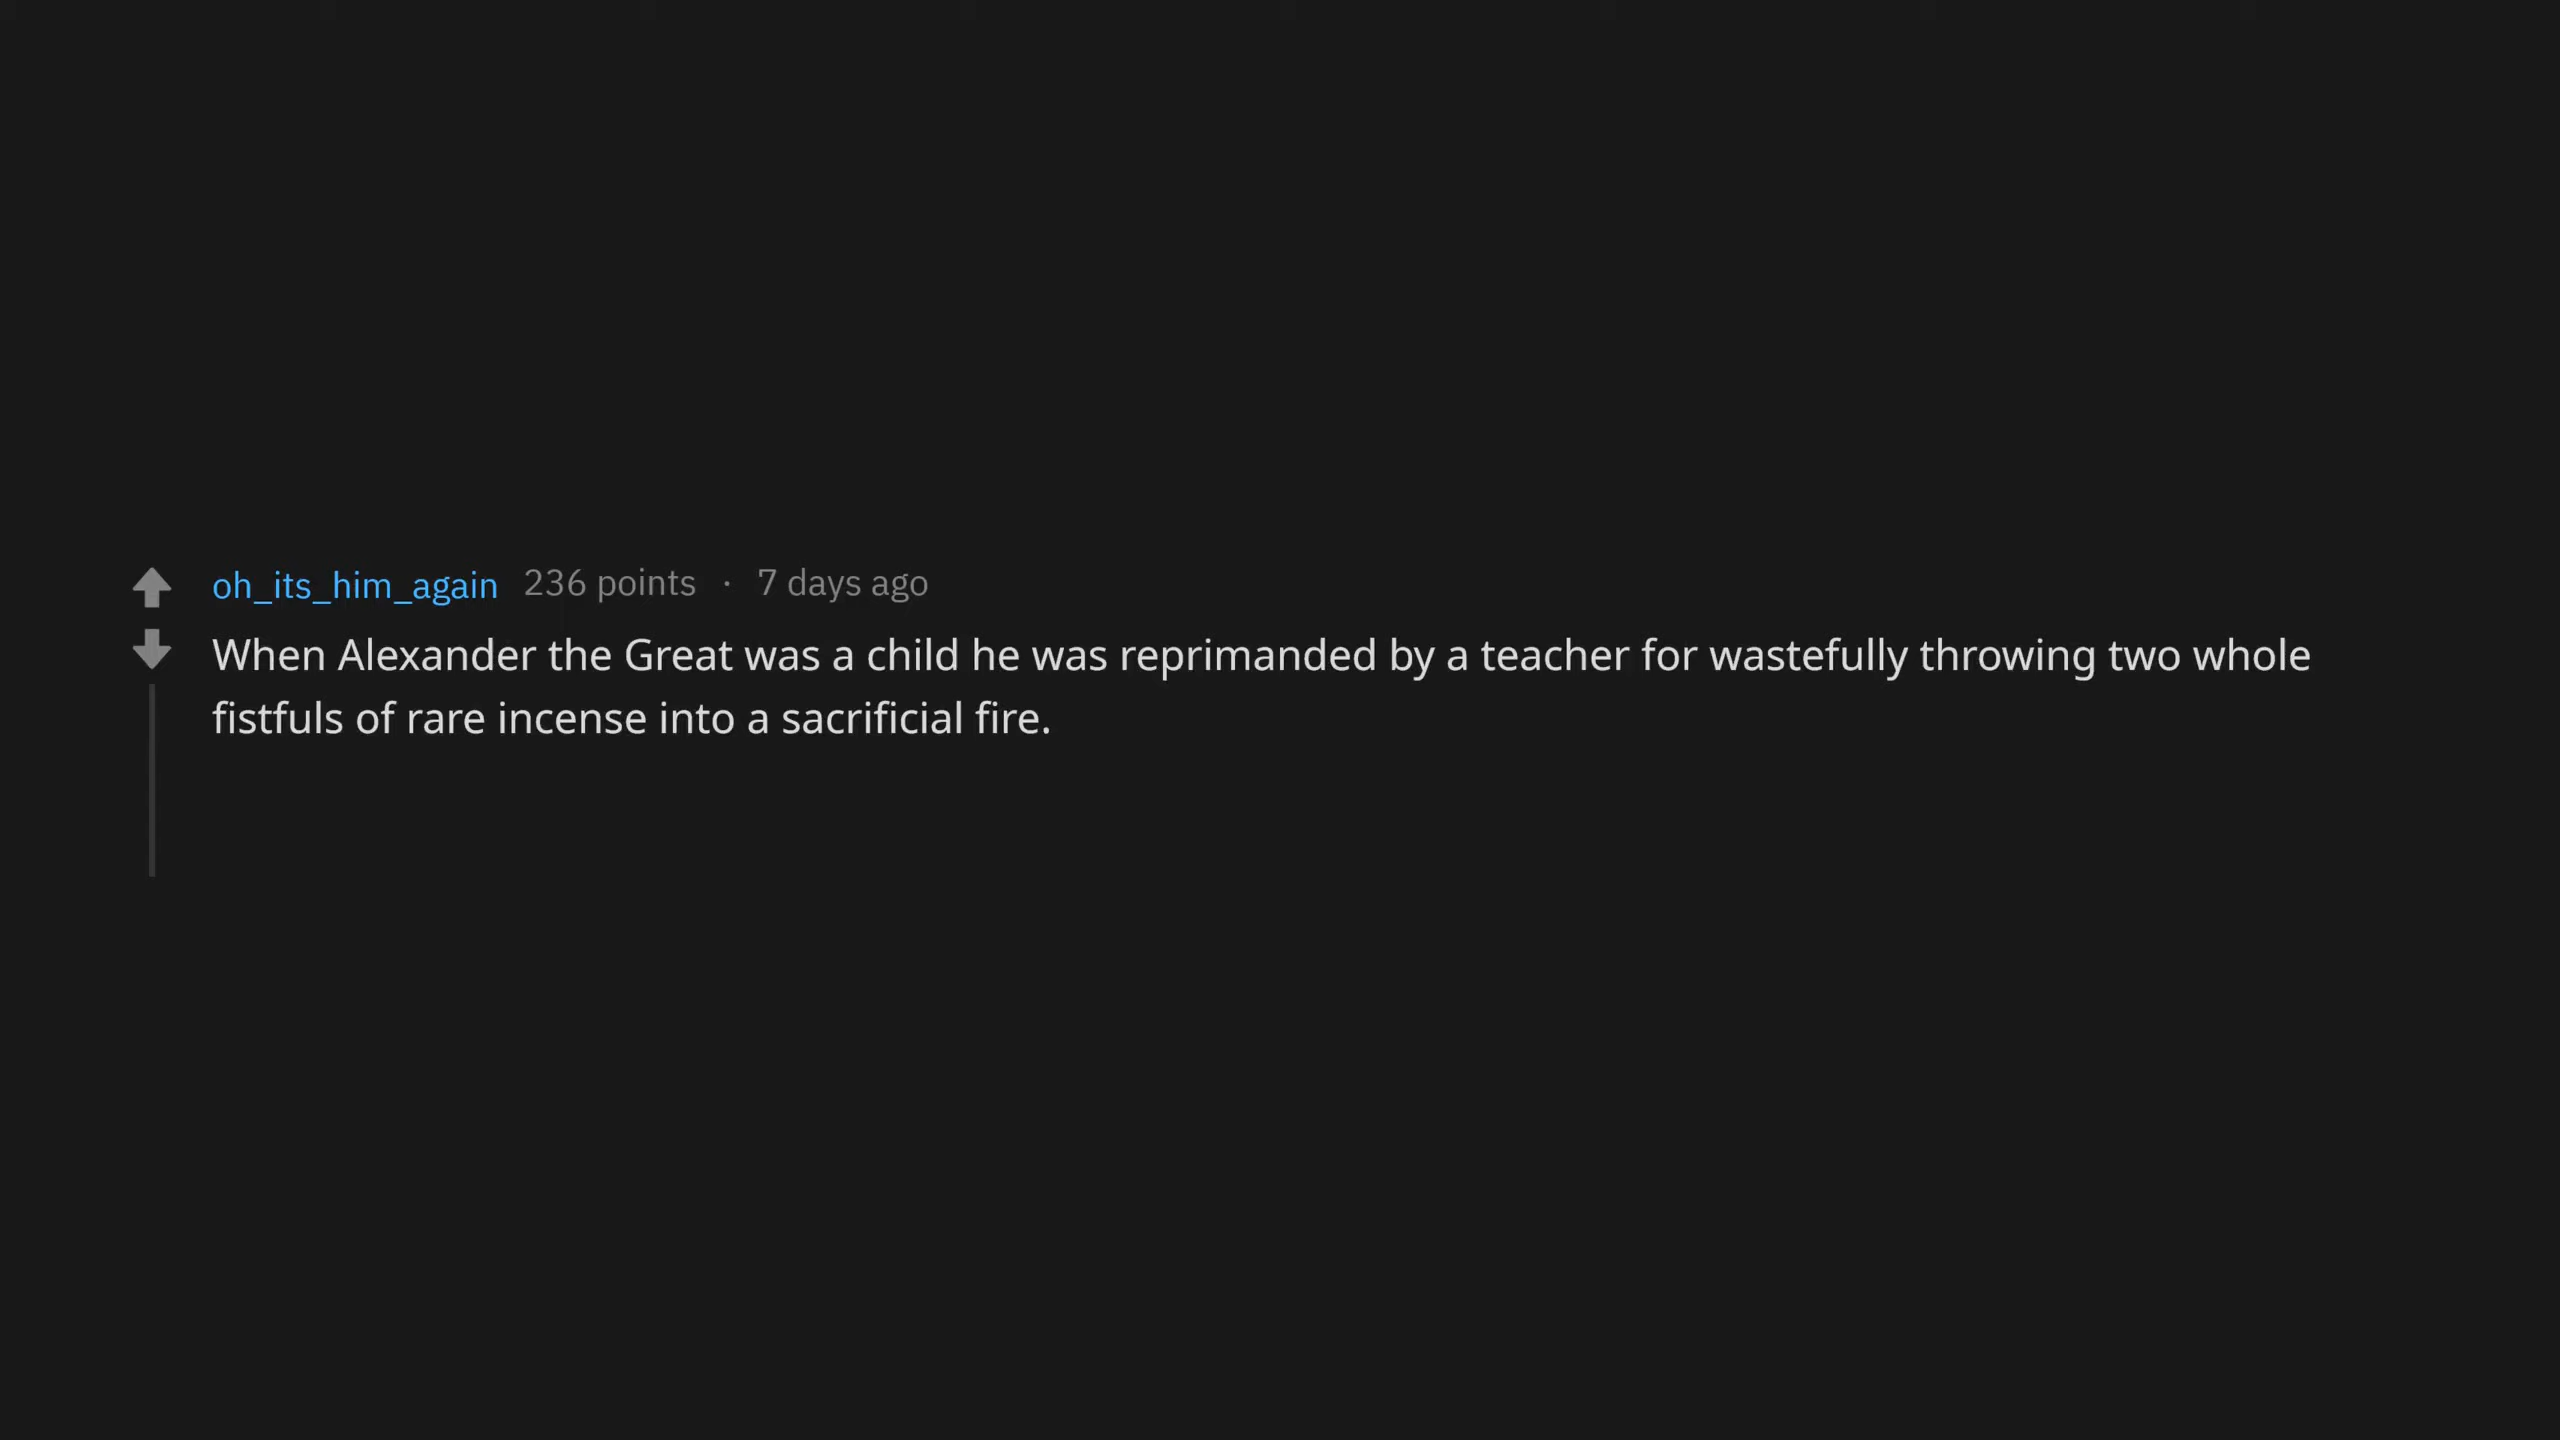 oh_its_him_again 236 points · 7 days ago
When Alexander the Great was a child he was reprimanded by a teacher for wastefully throwing two whole
fistfuls of rare incense into a sacrificial fire.